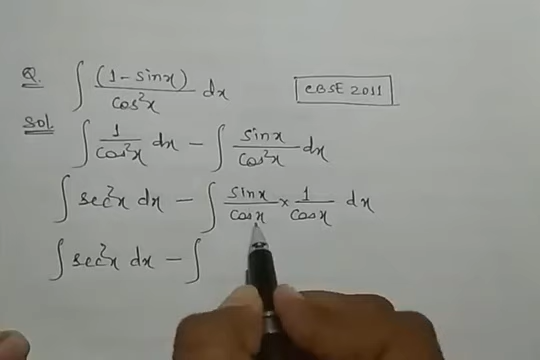 Q. ∫ (1 - sinx) / cos²x dx CBSE 2011
Sol.
∫ 1/cos²x dx - ∫ sinx/cos²x dx
∫ sec²x dx - ∫ sinx/cosx × 1/cosx dx
∫ sec²x dx - ∫